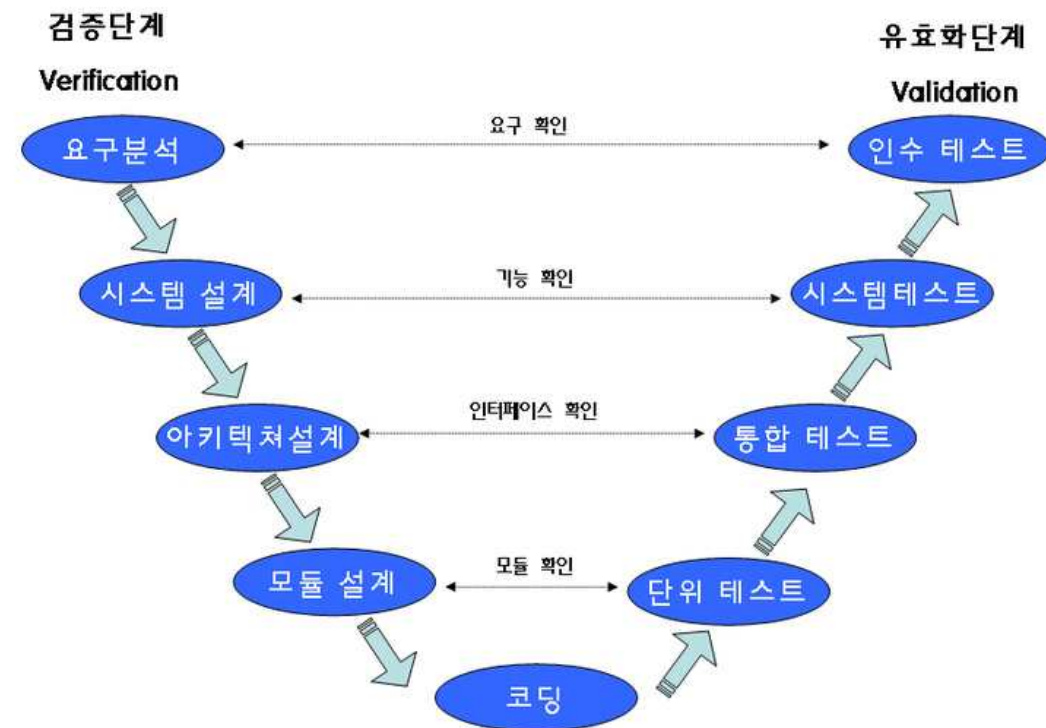 검증단계
유효화단계
Verification
Validation
요구분석
요구 확인
인수 테스트
시스템 설계
기능 확인
시스템테스트
아키텍쳐설계
인터페이스 확인
통합 테스트
모듈 설계
모듈 확인
단위 테스트
코딩